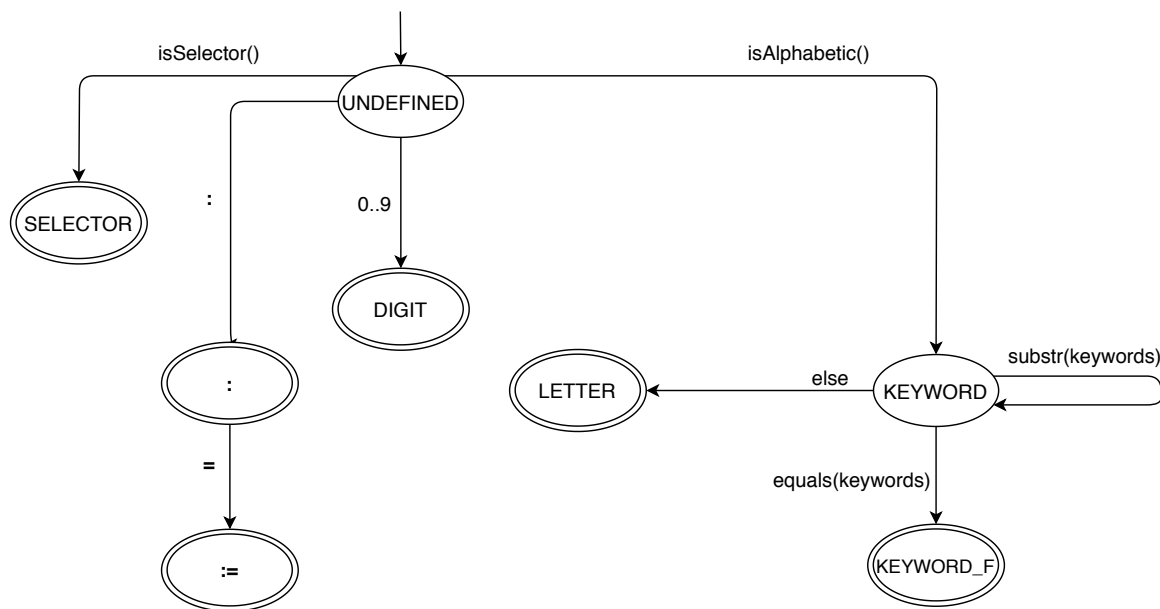 isSelector()
isAlphabetic()
UNDEFINED
:
0..9
SELECTOR
DIGIT
substr(keywords)
:
else
LETTER
KEYWORD
=
equals(keywords)
:=
KEYWORD_F